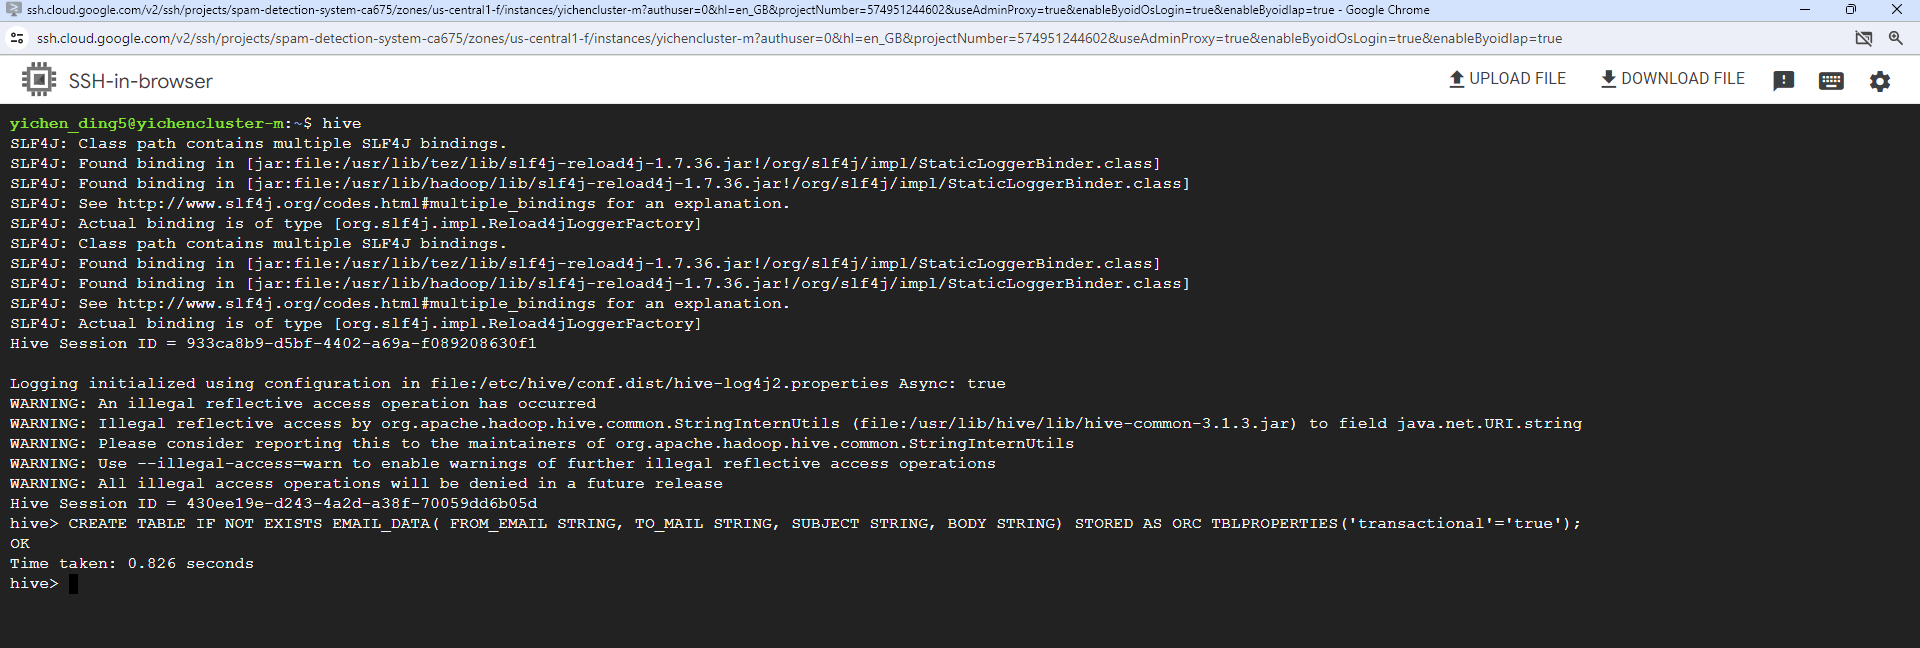 ssh.cloud.google.com/v2/ssh/projects/spam-detection-system-ca675/zones/us-central1-f/instances/yichencluster-m?authuser=0&hl=en_GB&projectNumber=574951244602&useAdminProxy=true&enableByoidOsLogin=true&enableByoidIap=true - Google Chrome
ssh.cloud.google.com/v2/ssh/projects/spam-detection-system-ca675/zones/us-central1-f/instances/yichencluster-m?authuser=0&hl=en_GB&projectNumber=574951244602&useAdminProxy=true&enableByoidOsLogin=true&enableByoidIap=true
SSH-in-browser
UPLOAD FILE
DOWNLOAD FILE
yichen_ding5@yichencluster-m:~$ hive
SLF4J: Class path contains multiple SLF4J bindings.
SLF4J: Found binding in [jar:file:/usr/lib/tez/lib/slf4j-reload4j-1.7.36.jar!/org/slf4j/impl/StaticLoggerBinder.class]
SLF4J: Found binding in [jar:file:/usr/lib/hadoop/lib/slf4j-reload4j-1.7.36.jar!/org/slf4j/impl/StaticLoggerBinder.class]
SLF4J: See http://www.slf4j.org/codes.html#multiple_bindings for an explanation.
SLF4J: Actual binding is of type [org.slf4j.impl.Reload4jLoggerFactory]
SLF4J: Class path contains multiple SLF4J bindings.
SLF4J: Found binding in [jar:file:/usr/lib/tez/lib/slf4j-reload4j-1.7.36.jar!/org/slf4j/impl/StaticLoggerBinder.class]
SLF4J: Found binding in [jar:file:/usr/lib/hadoop/lib/slf4j-reload4j-1.7.36.jar!/org/slf4j/impl/StaticLoggerBinder.class]
SLF4J: See http://www.slf4j.org/codes.html#multiple_bindings for an explanation.
SLF4J: Actual binding is of type [org.slf4j.impl.Reload4jLoggerFactory]
Hive Session ID = 933ca8b9-d5bf-4402-a69a-f089208630f1
Logging initialized using configuration in file:/etc/hive/conf.dist/hive-log4j2.properties Async: true
WARNING: An illegal reflective access operation has occurred
WARNING: Illegal reflective access by org.apache.hadoop.hive.common.StringInternUtils (file:/usr/lib/hive/lib/hive-common-3.1.3.jar) to field java.net.URI.string
WARNING: Please consider reporting this to the maintainers of org.apache.hadoop.hive.common.StringInternUtils
WARNING: Use --illegal-access=warn to enable warnings of further illegal reflective access operations
WARNING: All illegal access operations will be denied in a future release
Hive Session ID = 430ee19e-d243-4a2d-a38f-70059dd6b05d
hive> CREATE TABLE IF NOT EXISTS EMAIL_DATA( FROM_EMAIL STRING, TO_MAIL STRING, SUBJECT STRING, BODY STRING) STORED AS ORC TBLPROPERTIES('transactional'='true');
OK
Time taken: 0.826 seconds
hive>